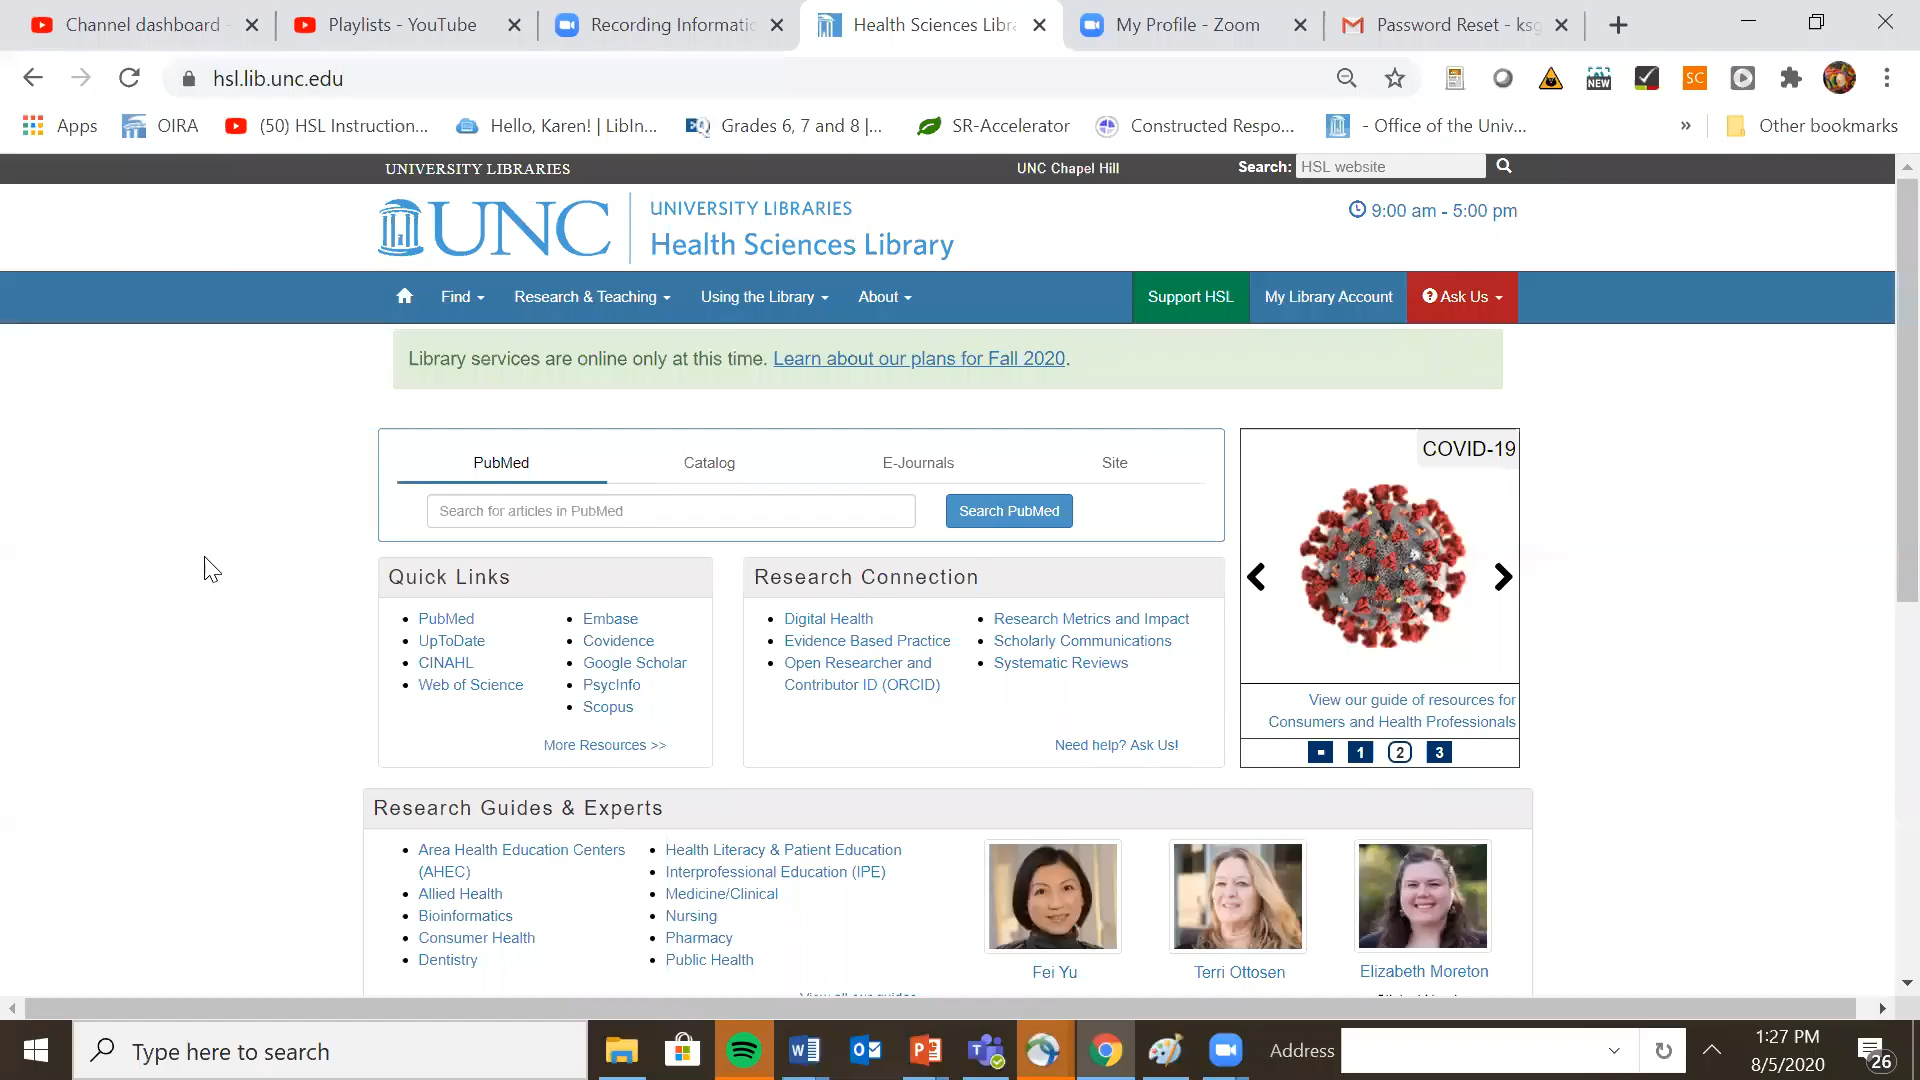 Channel dashboard -
Playlists - YouTube
Recording Informatic
Health Sciences Libr
My Profile - Zoom
Password Reset - ksg
hsl.lib.unc.edu
NEW
SC
Apps
OIRA
(50) HSL Instruction...
Hello, Karen! | LibIn...
EQ
Grades 6, 7 and 8 |...
SR-Accelerator
Constructed Respo...
- Office of the Univ...
»
Other bookmarks
UNIVERSITY LIBRARIES
UNC Chapel Hill
Search: HSL website
UNC
UNIVERSITY LIBRARIES
Health Sciences Library
9:00 am - 5:00 pm
Find
Research & Teaching
Using the Library
About
Support HSL
My Library Account
Ask Us
Library services are online only at this time. Learn about our plans for Fall 2020.
PubMed
Catalog
E-Journals
Site
Search for articles in PubMed
Search PubMed
COVID-19
View our guide of resources for
Consumers and Health Professionals
1
2
3
Quick Links
PubMed
UpToDate
CINAHL
Web of Science
Embase
Covidence
Google Scholar
PsycInfo
Scopus
More Resources >>
Research Connection
Digital Health
Evidence Based Practice
Open Researcher and
Contributor ID (ORCID)
Research Metrics and Impact
Scholarly Communications
Systematic Reviews
Need help? Ask Us!
Research Guides & Experts
Area Health Education Centers
(AHEC)
Allied Health
Bioinformatics
Consumer Health
Dentistry
Health Literacy & Patient Education
Interprofessional Education (IPE)
Medicine/Clinical
Nursing
Pharmacy
Public Health
Fei Yu
Terri Ottosen
Elizabeth Moreton
Type here to search
Address
1:27 PM
8/5/2020
26